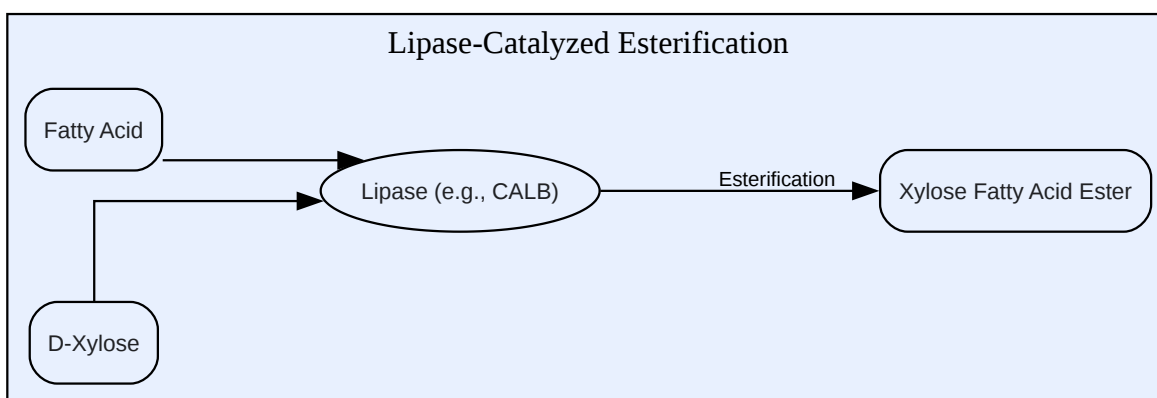 Lipase-Catalyzed Esterification
Fatty Acid
Lipase (e.g., CALB)
Esterification
Xylose Fatty Acid Ester
D-Xylose